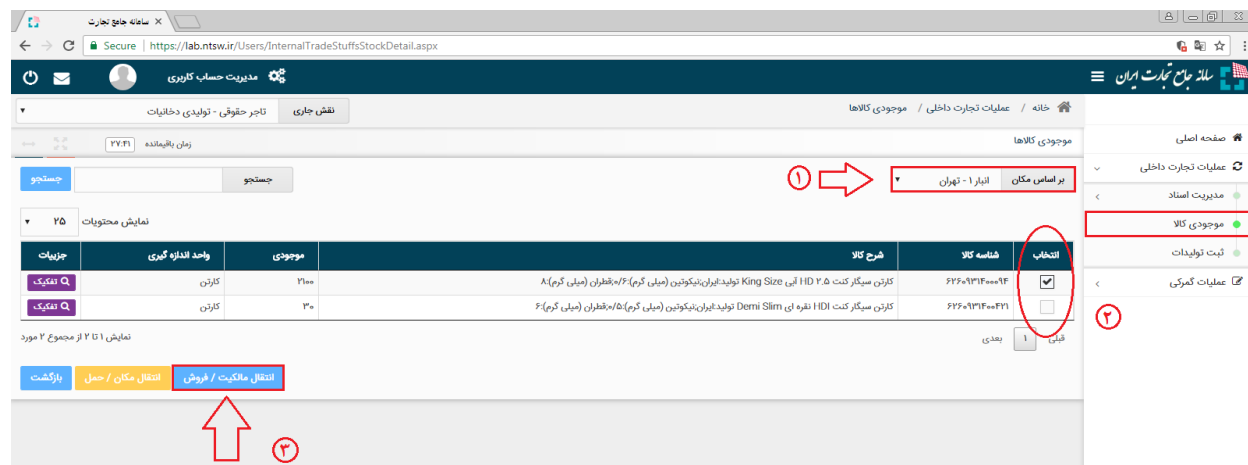 سامانه جامع تجارت
Secure | https://lab.ntsw.ir/Users/InternalTradeStuffsStockDetail.aspx
سامانه جامع تجارت ایران
مدیریت حساب کاربری
خانه / عملیات تجارت داخلی / موجودی کالاها
نقش جاری
تاجر حقوقی - تولیدی دخانیات
صفحه اصلی
عملیات تجارت داخلی
مدیریت اسناد
موجودی کالا
ثبت تولیدات
عملیات گمرکی
موجودی کالاها
زمان باقیمانده ۲۷:۴۱
بر اساس مکان
انبار ۱ - تهران
۱
جستجو
جستجو
نمایش محتویات ۲۵
انتخاب شناسه کالا شرح کالا موجودی واحد اندازه گیری جزییات
۶۲۶۰۹۳۱۴۰۰۰۹۴ کارتن سیگار کنت HD ۲.۵ آبی King Size تولید:ایران;نیکوتین (میلی گرم):۰/۶;قطران (میلی گرم):۸ ۲۱۰۰ کارتن تفکیک
۶۲۶۰۹۳۱۴۰۰۴۲۱ کارتن سیگار کنت HDI نقره ای Demi Slim تولید:ایران;نیکوتین (میلی گرم):۰/۵;قطران (میلی گرم):۶ ۳۰ کارتن تفکیک
۲
قبلی ۱ بعدی
نمایش ۱ تا ۲ از مجموع ۲ مورد
انتقال مالکیت / فروش
انتقال مکان / حمل
بازگشت
۳